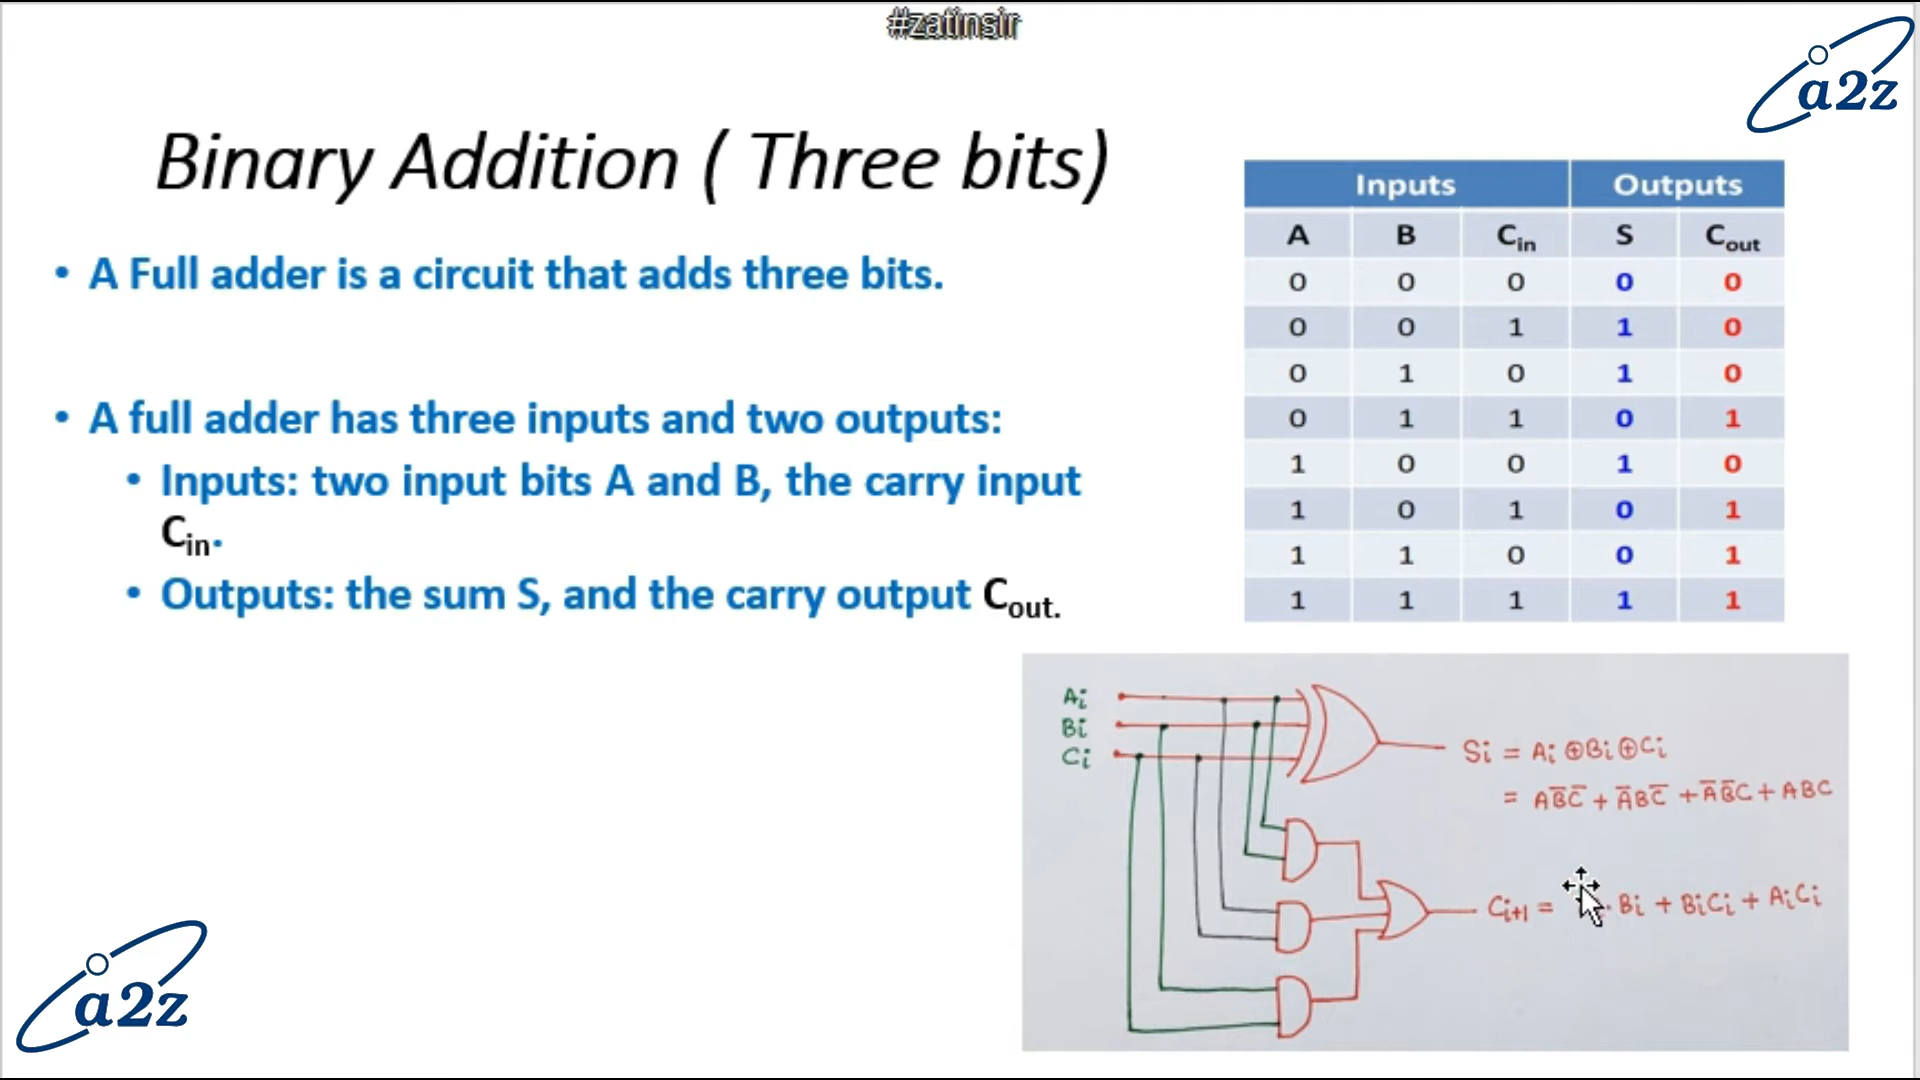 #zatinsir
a2z
Binary Addition ( Three bits)
• A Full adder is a circuit that adds three bits.
• A full adder has three inputs and two outputs:
• Inputs: two input bits A and B, the carry input
Cin.
• Outputs: the sum S, and the carry output Cout.
Inputs Outputs
A B Cin S Cout
0 0 0 0 0
0 0 1 1 0
0 1 0 1 0
0 1 1 0 1
1 0 0 1 0
1 0 1 0 1
1 1 0 0 1
1 1 1 1 1
Ai
Bi
Ci
Si = Ai ⊕ Bi ⊕ Ci
= AB̅C̅ + A̅BC̅ + A̅B̅C + ABC
Ci+1 = . Bi + BiCi + AiCi
a2z